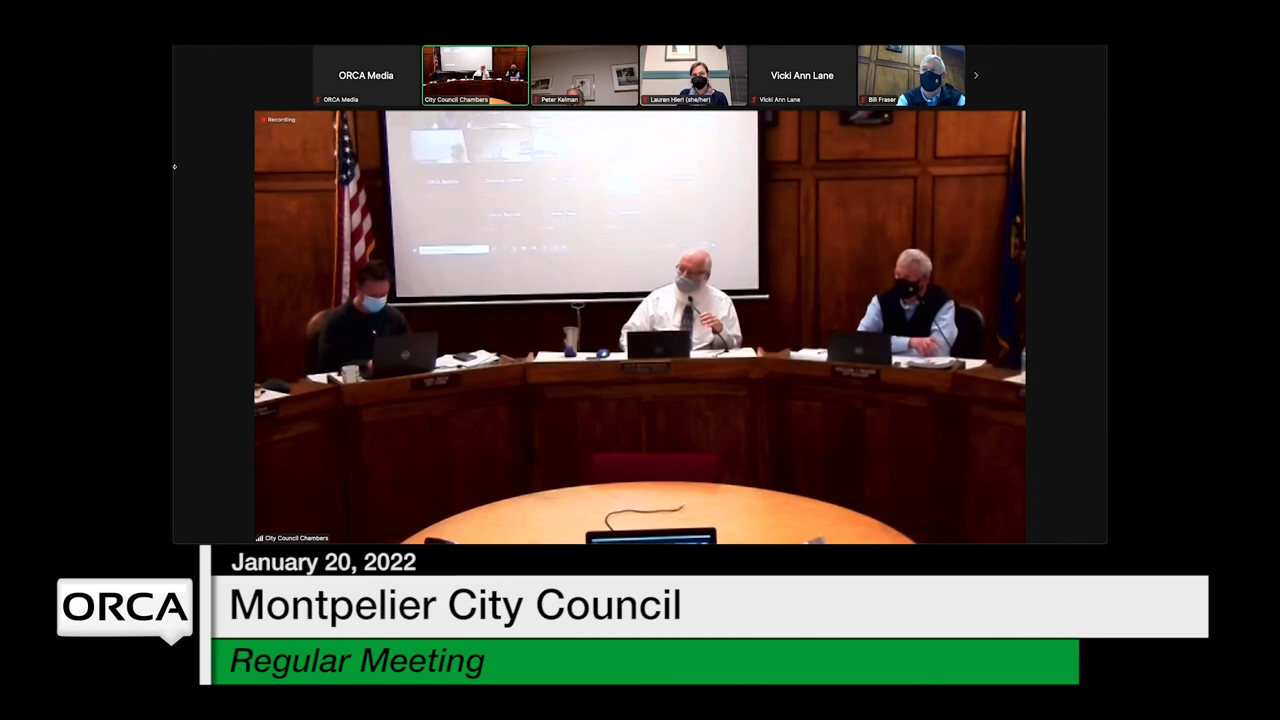 ORCA Media
Vicki Ann Lane
ORCA Media
City Council Chambers
Peter Kelman
Lauren Hierl (she/her)
Vicki Ann Lane
Bill Fraser
Recording
City Council Chambers
January 20, 2022
ORCA
Montpelier City Council
Regular Meeting